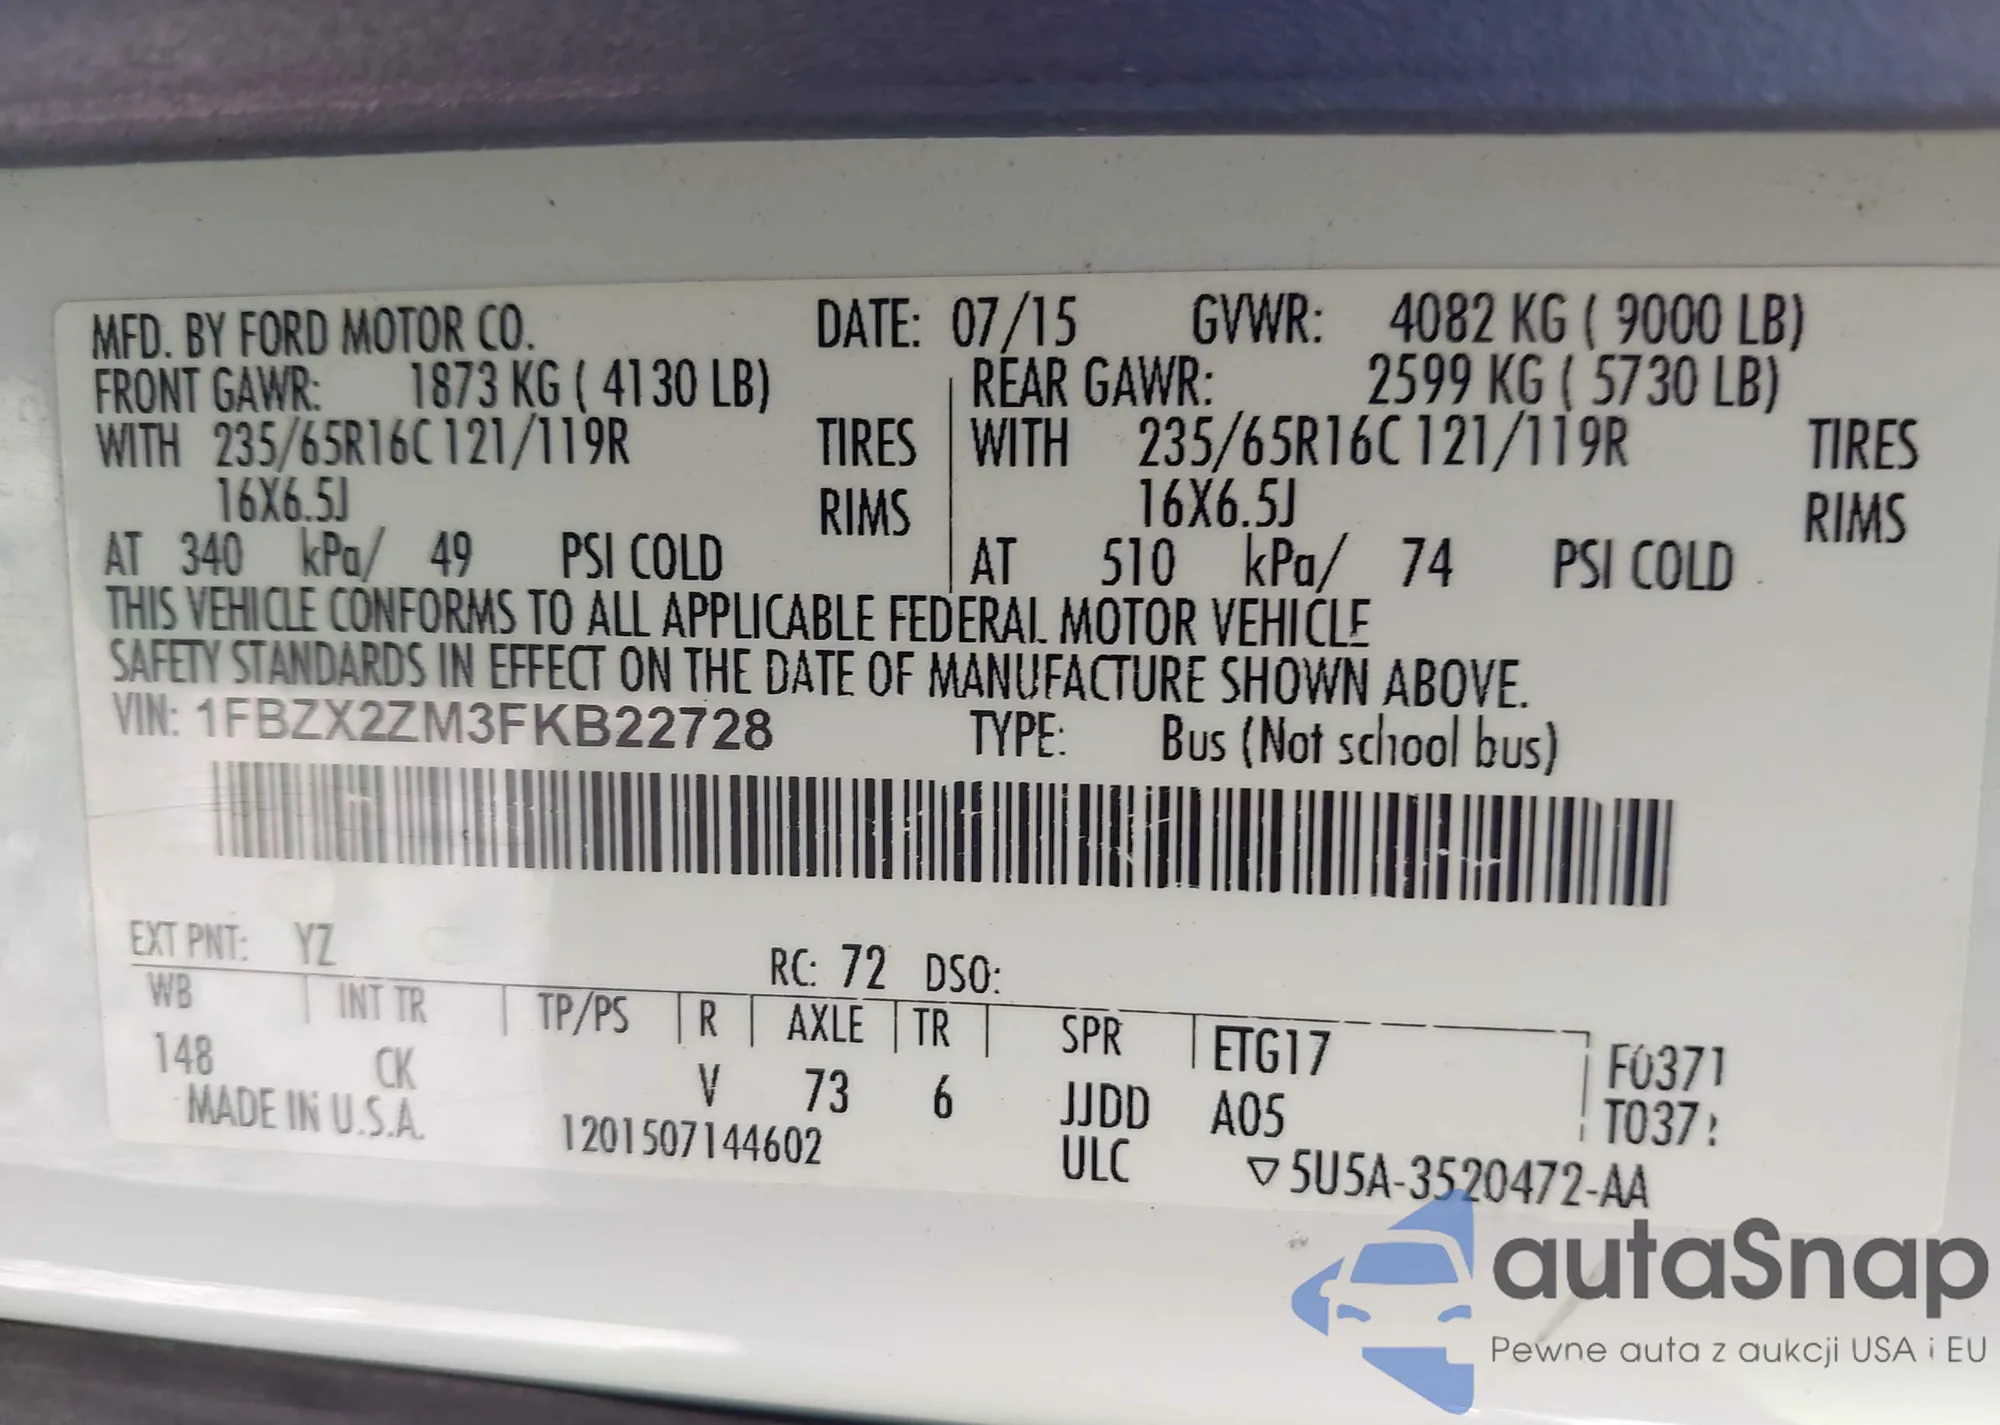 MFD. BY FORD MOTOR CO. DATE: 07/15 GVWR: 4082 KG ( 9000 LB)
FRONT GAWR: 1873 KG ( 4130 LB) REAR GAWR: 2599 KG ( 5730 LB)
WITH 235/65R16C 121/119R TIRES WITH 235/65R16C 121/119R TIRES
16X6.5J RIMS 16X6.5J RIMS
AT 340 kPa/ 49 PSI COLD AT 510 kPa/ 74 PSI COLD
THIS VEHICLE CONFORMS TO ALL APPLICABLE FEDERAL MOTOR VEHICLE
SAFETY STANDARDS IN EFFECT ON THE DATE OF MANUFACTURE SHOWN ABOVE.
VIN: 1FBZX2ZM3FKB22728 TYPE: Bus (Not school bus)
EXT PNT: YZ RC: 72 DSO:
WB INT TR TP/PS R AXLE TR SPR ETG17 F0371
148 CK V 73 6 JJDD A05
MADE IN U.S.A. 1201507144602 ULC ▽5U5A-3520472-AA
autaSnap
Pewne auta z aukcji USA i EU